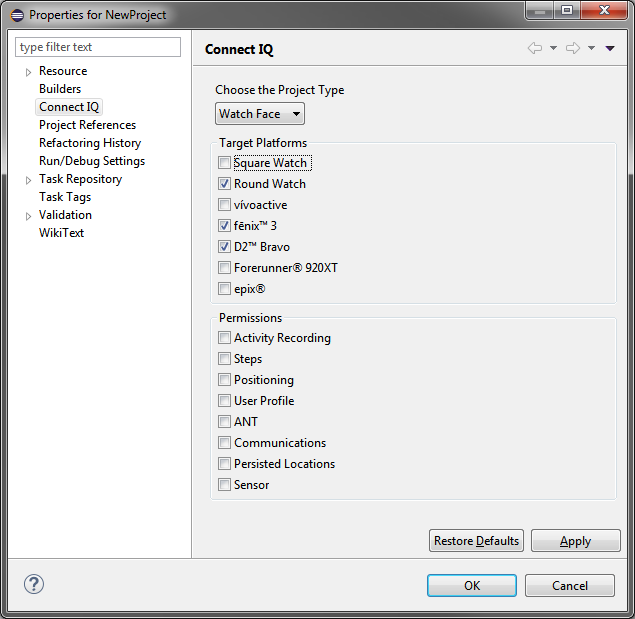 Properties for NewProject
type filter text
Resource
Builders
Connect IQ
Project References
Refactoring History
Run/Debug Settings
Task Repository
Task Tags
Validation
WikiText
Connect IQ
Choose the Project Type
Watch Face
Target Platforms
Square Watch
Round Watch
vívoactive
fēnix™ 3
D2™ Bravo
Forerunner® 920XT
epix®
Permissions
Activity Recording
Steps
Positioning
User Profile
ANT
Communications
Persisted Locations
Sensor
Restore Defaults
Apply
?
OK
Cancel